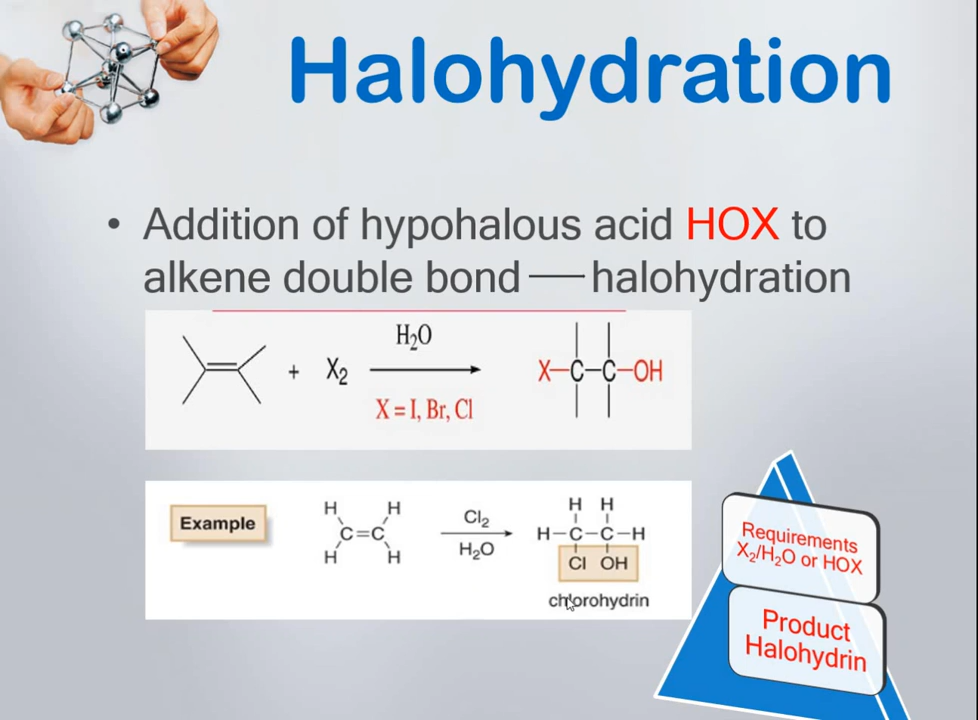 Halohydration
• Addition of hypohalous acid HOX to
alkene double bond — halohydration
H₂O
+ X₂
X = I, Br, Cl
X–C–C–OH
Example
H H
C=C
H H
Cl₂
H₂O
H H
H–C–C–H
Cl OH
chlorohydrin
Requirements
X₂/H₂O or HOX
Product
Halohydrin